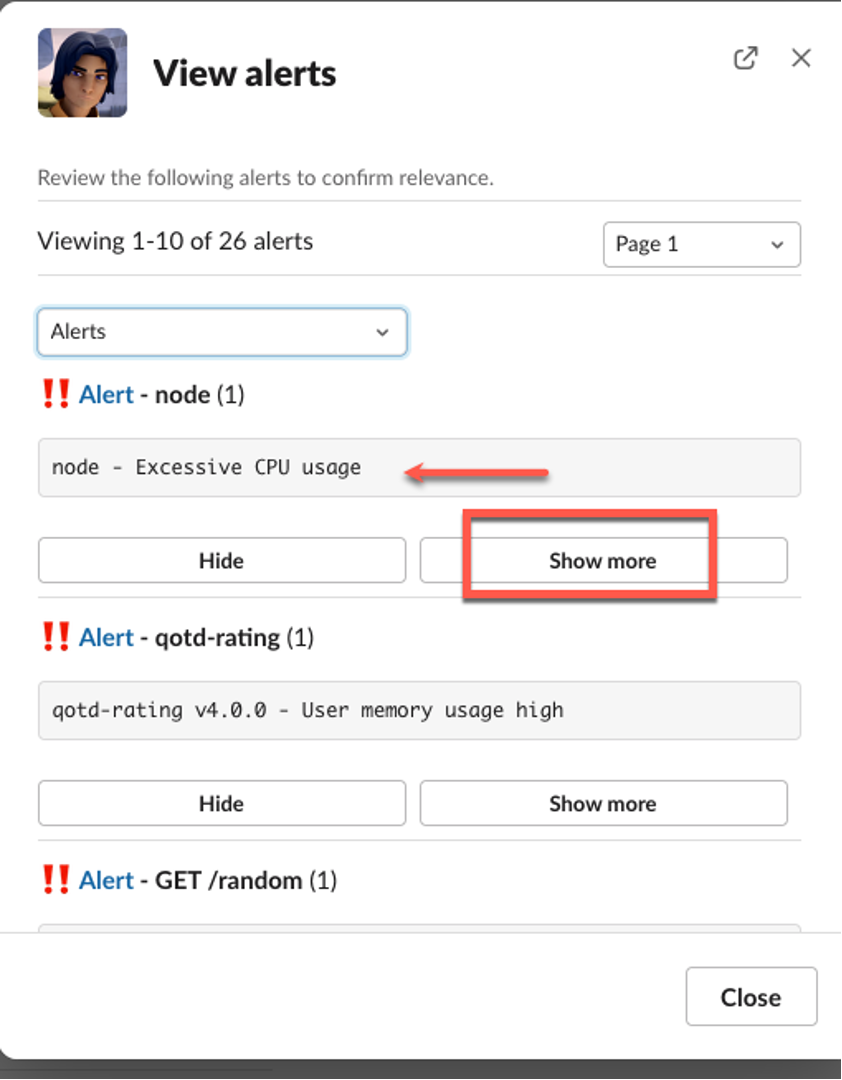 View alerts
Review the following alerts to confirm relevance.
Viewing 1-10 of 26 alerts
Page 1
Alerts
‼ Alert - node (1)
node - Excessive CPU usage
Hide
Show more
‼ Alert - qotd-rating (1)
qotd-rating v4.0.0 - User memory usage high
Hide
Show more
‼ Alert - GET /random (1)
Close